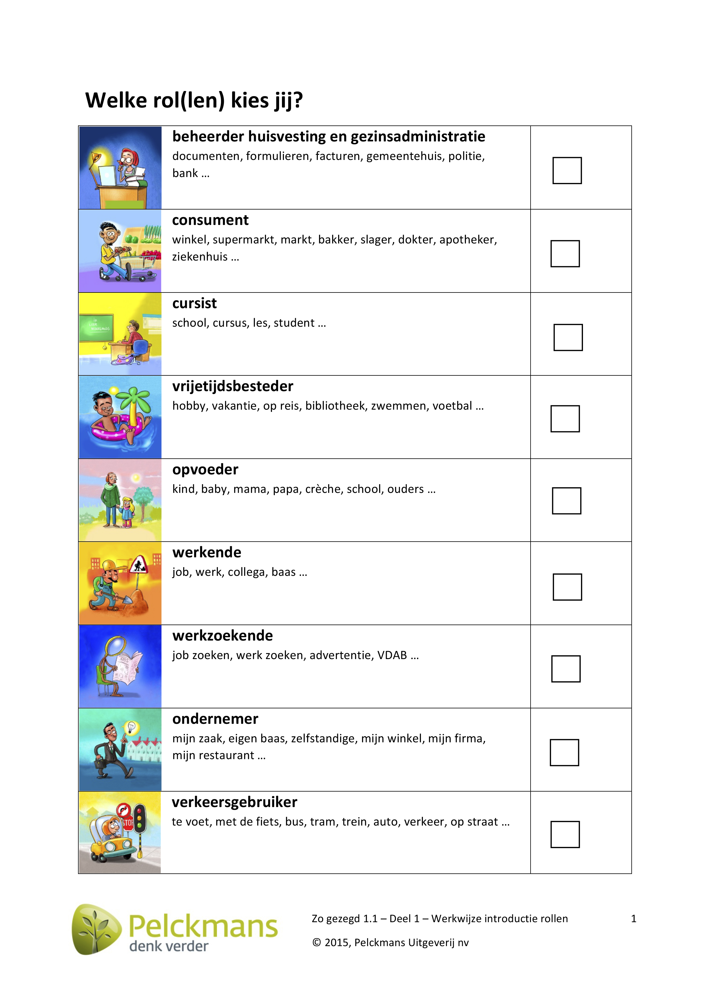 Welke rol(len) kies jij?
beheerder huisvesting en gezinsadministratie
documenten, formulieren, facturen, gemeentehuis, politie,
bank ...
consument
winkel, supermarkt, markt, bakker, slager, dokter, apotheker,
ziekenhuis ...
ik
leer
nederlands
cursist
school, cursus, les, student ...
vrijetijdsbesteder
hobby, vakantie, op reis, bibliotheek, zwemmen, voetbal ...
opvoeder
kind, baby, mama, papa, crèche, school, ouders ...
werkende
job, werk, collega, baas ...
JOBS
werkzoekende
job zoeken, werk zoeken, advertentie, VDAB ...
ondernemer
mijn zaak, eigen baas, zelfstandige, mijn winkel, mijn firma,
mijn restaurant ...
STOP
verkeersgebruiker
te voet, met de fiets, bus, tram, trein, auto, verkeer, op straat ...
Pelckmans
denk verder
Zo gezegd 1.1 – Deel 1 – Werkwijze introductie rollen 1
© 2015, Pelckmans Uitgeverij nv